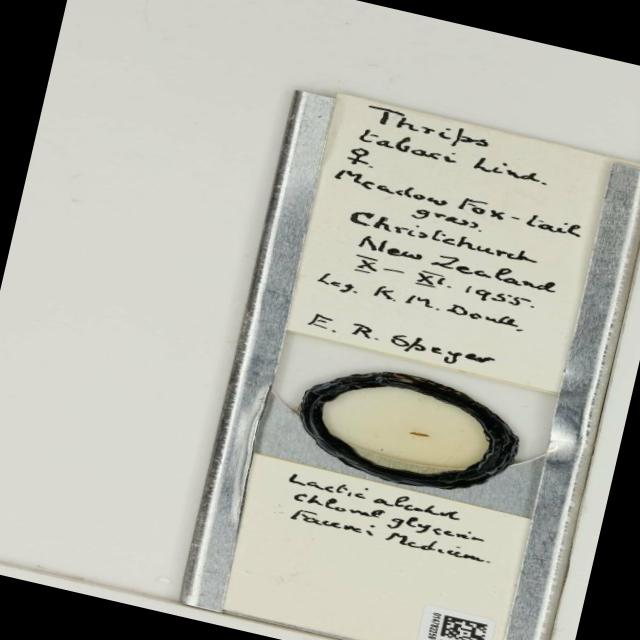 Thrips
tabaci Lind.
♀
Meadow Fox-tail
grass.
Christchurch
New Zealand
X – XI. 1955
Leg. K. M. Doull.
E. R. Speyer
Lactic alcohol
Chloral glycerin
Faure's Medium.